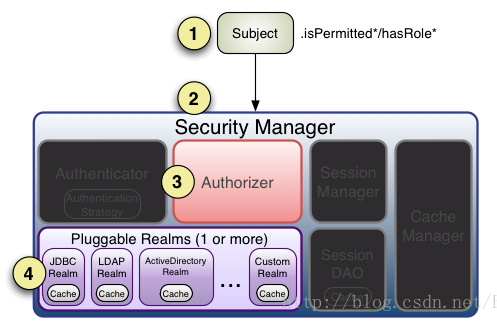 1
Subject
.isPermitted*/hasRole*
2
Security Manager
Authenticator
Authentication
Strategy
3
Authorizer
Session
Manager
Cache
Manager
Session
DAO
Pluggable Realms (1 or more)
4
JDBC
Realm
Cache
LDAP
Realm
Cache
ActiveDirectory
Realm
Cache
...
Custom
Realm
Cache
http://blog.csdn.net/